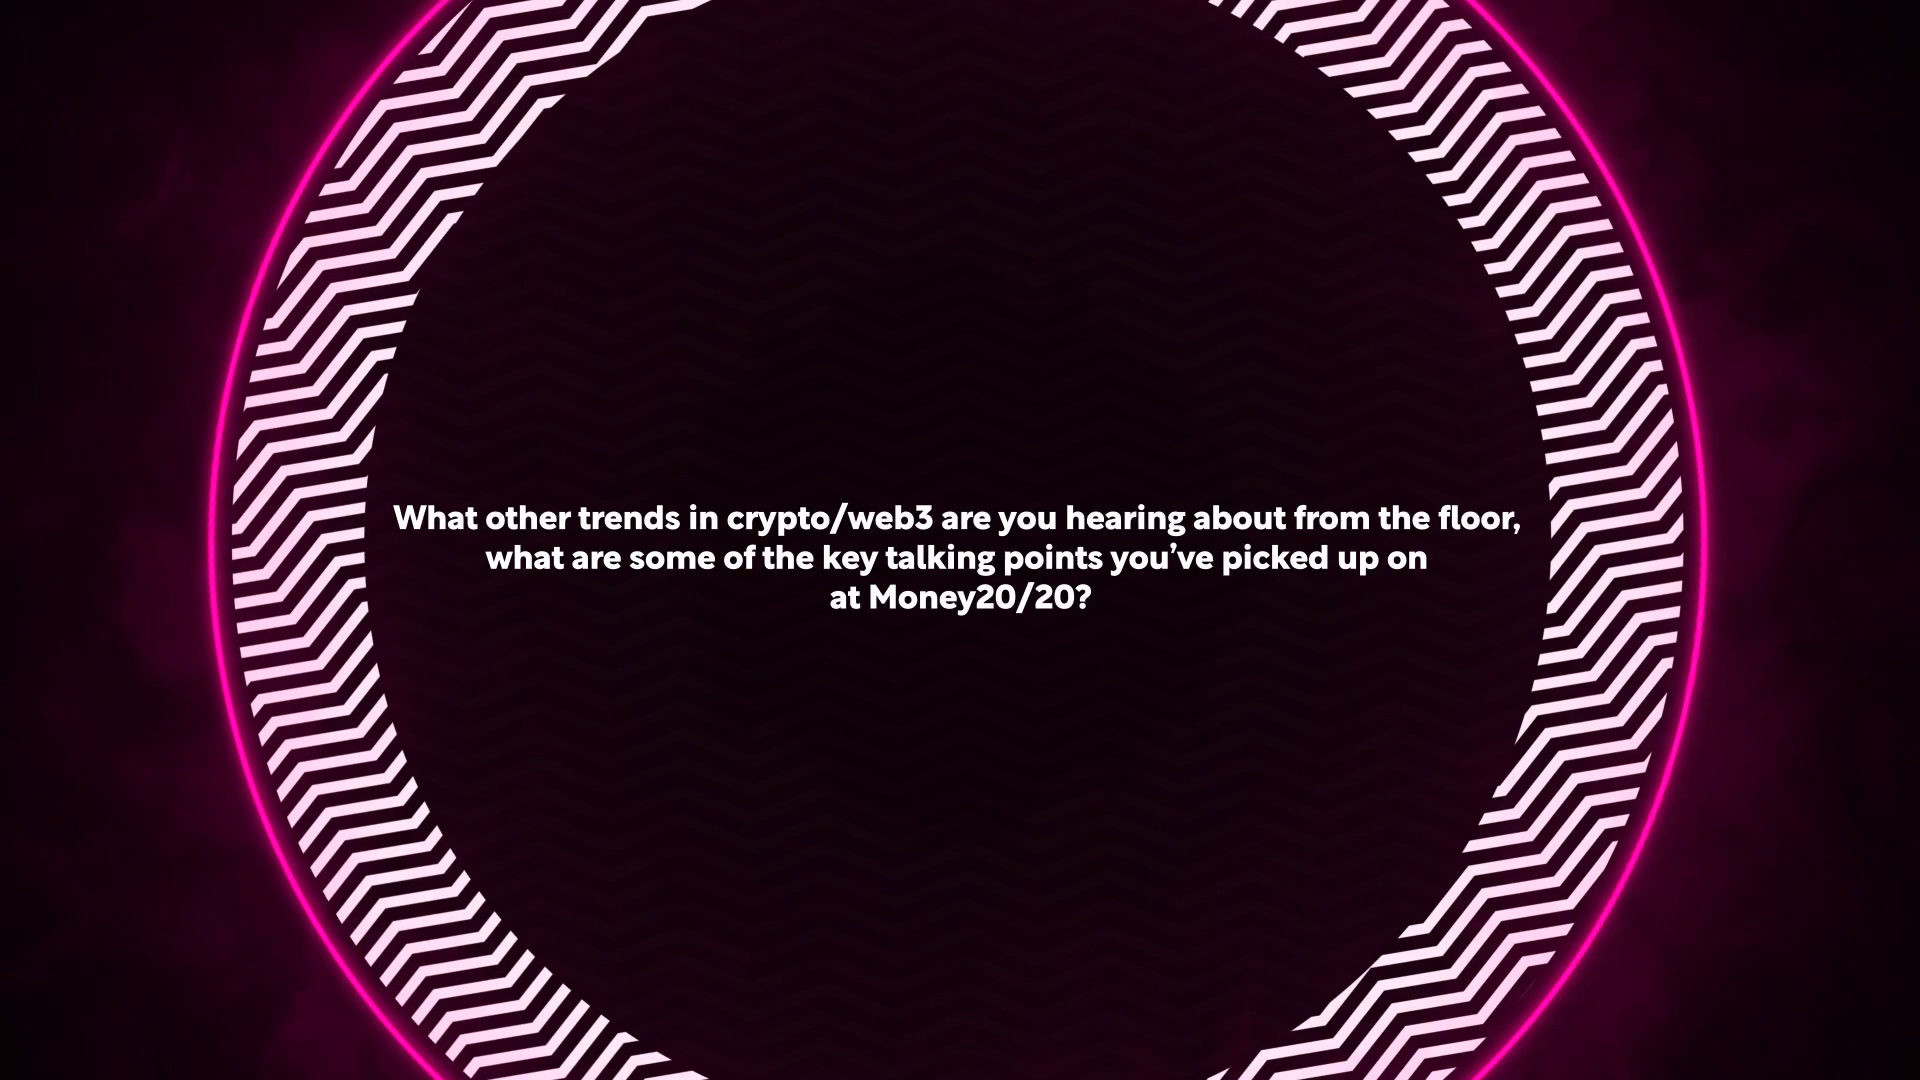 What other trends in crypto/web3 are you hearing about from the floor,
what are some of the key talking points you’ve picked up on
at Money20/20?